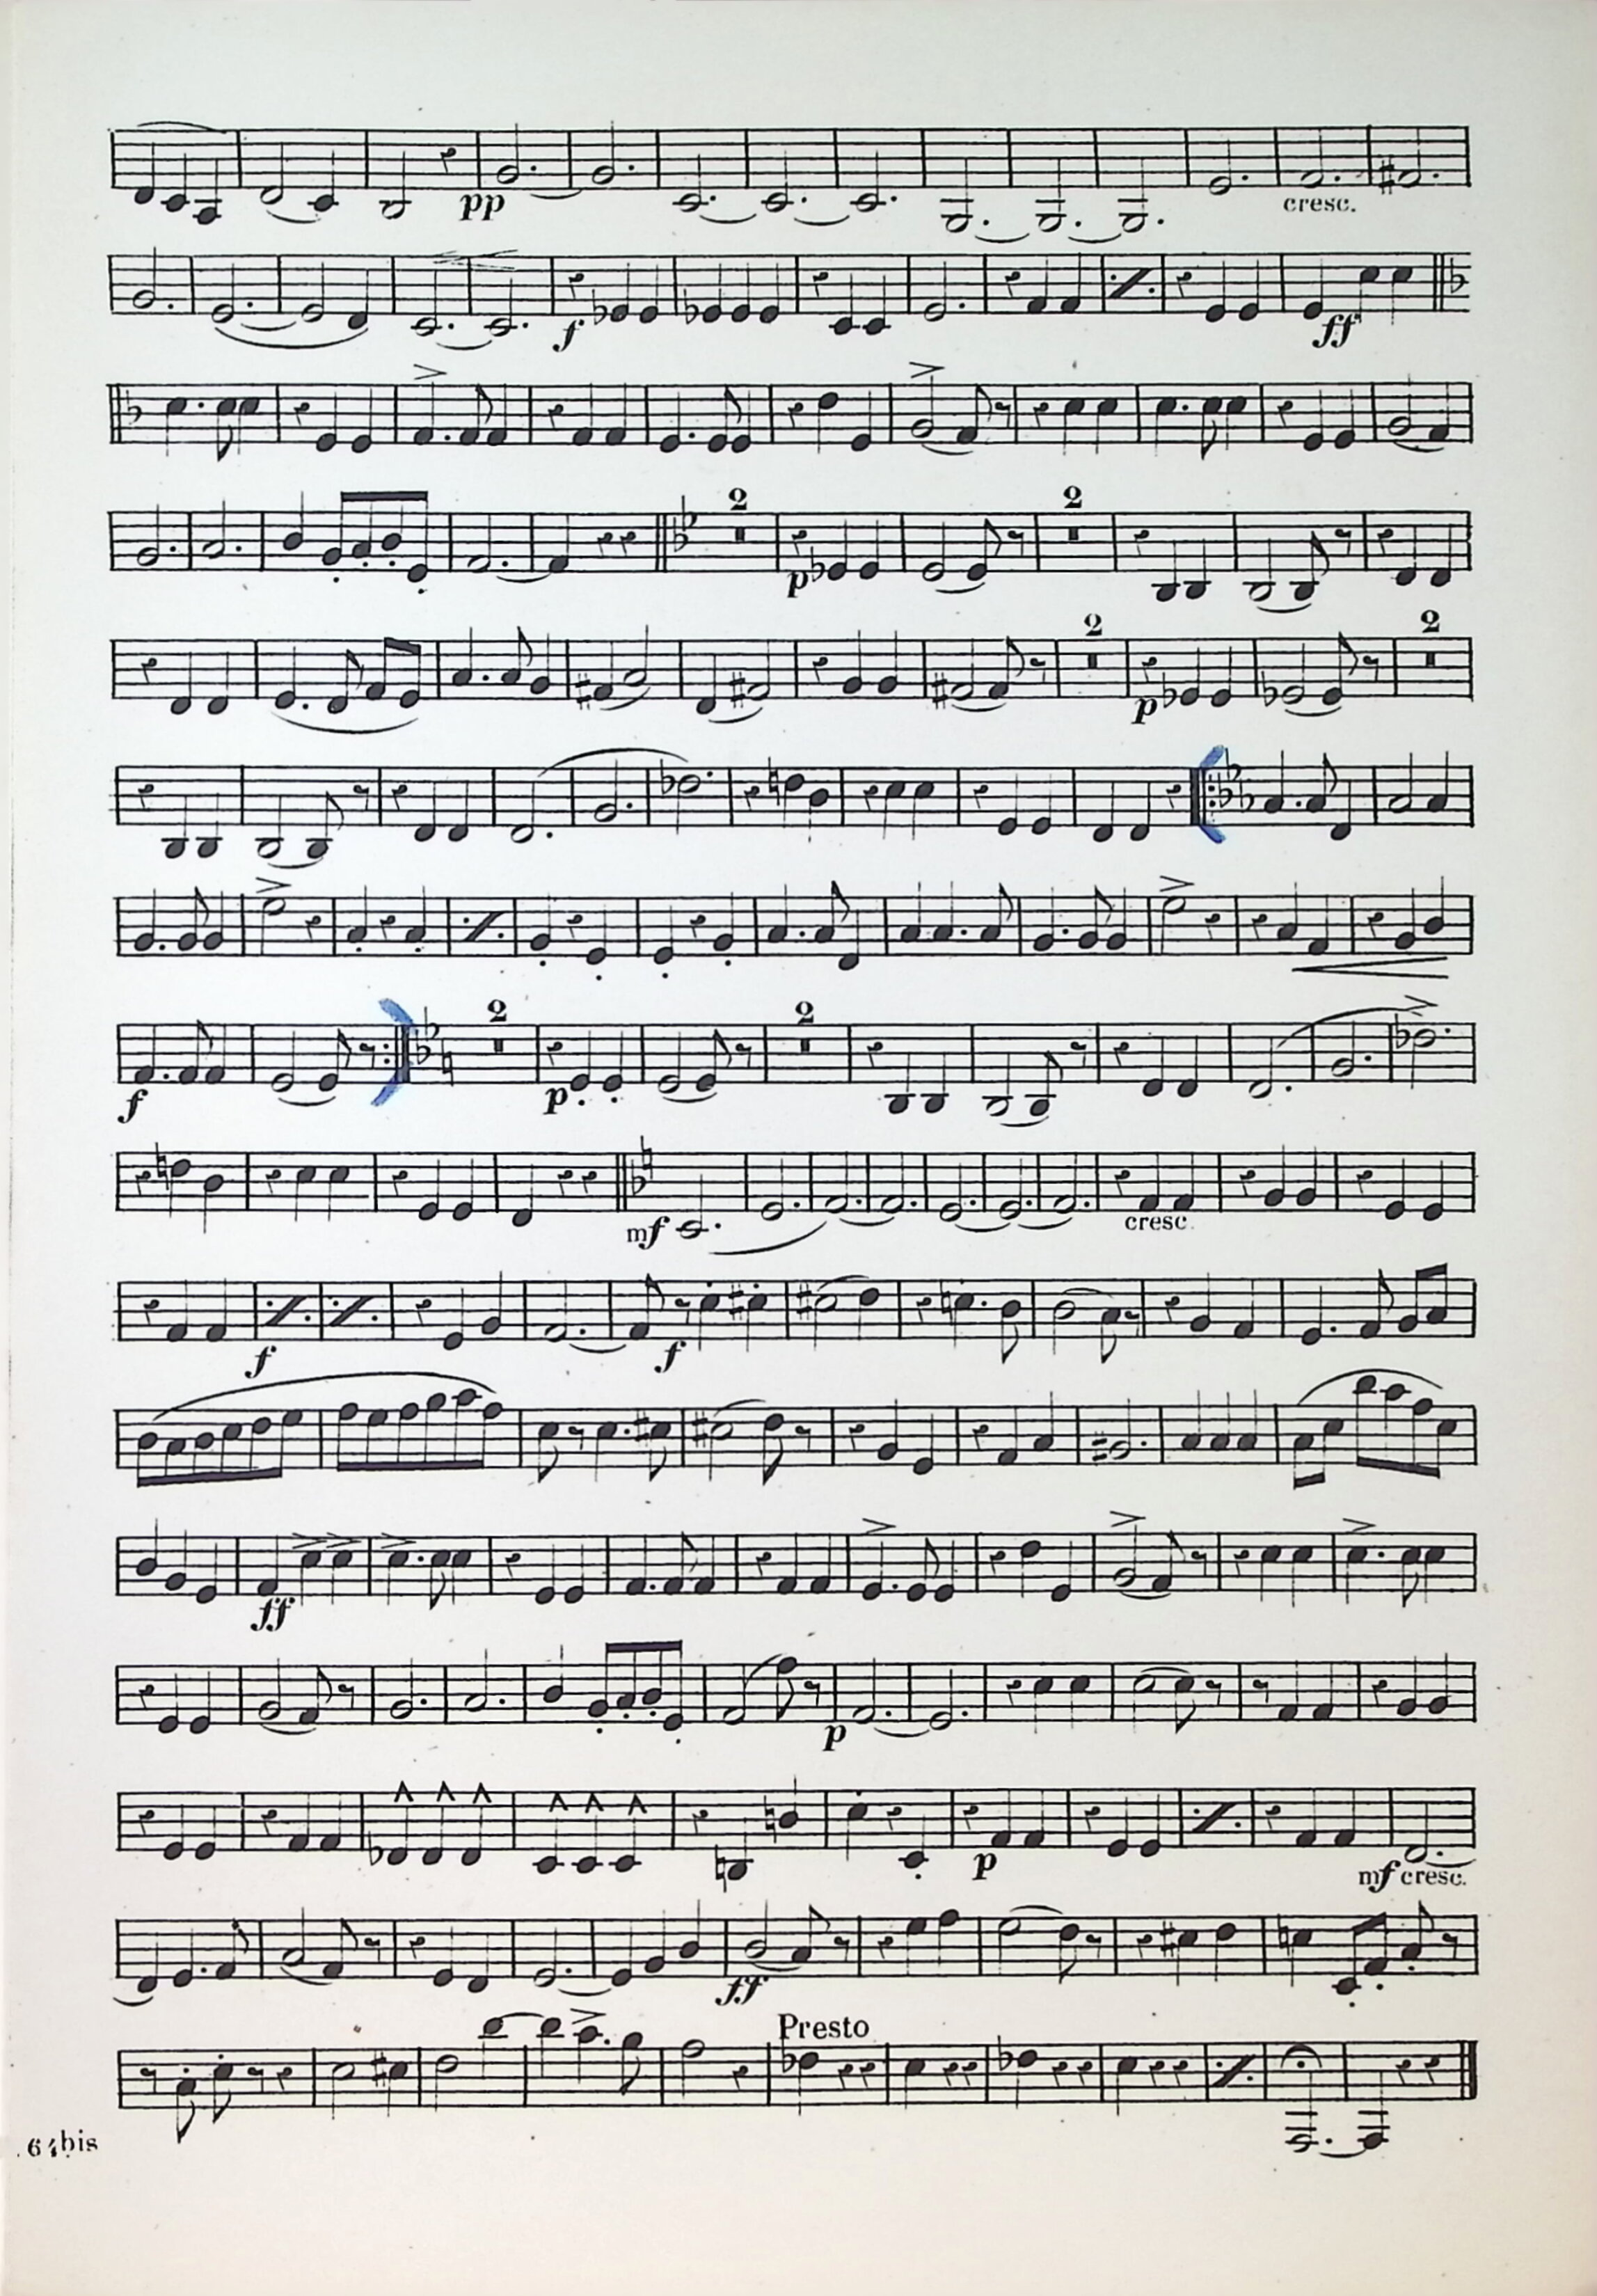 pp cresc.
f ff
2 p 2
2 p 2
f 2 p 2
mf cresc.
f f
ff
p
p mf cresc.
ff
Presto
64bis